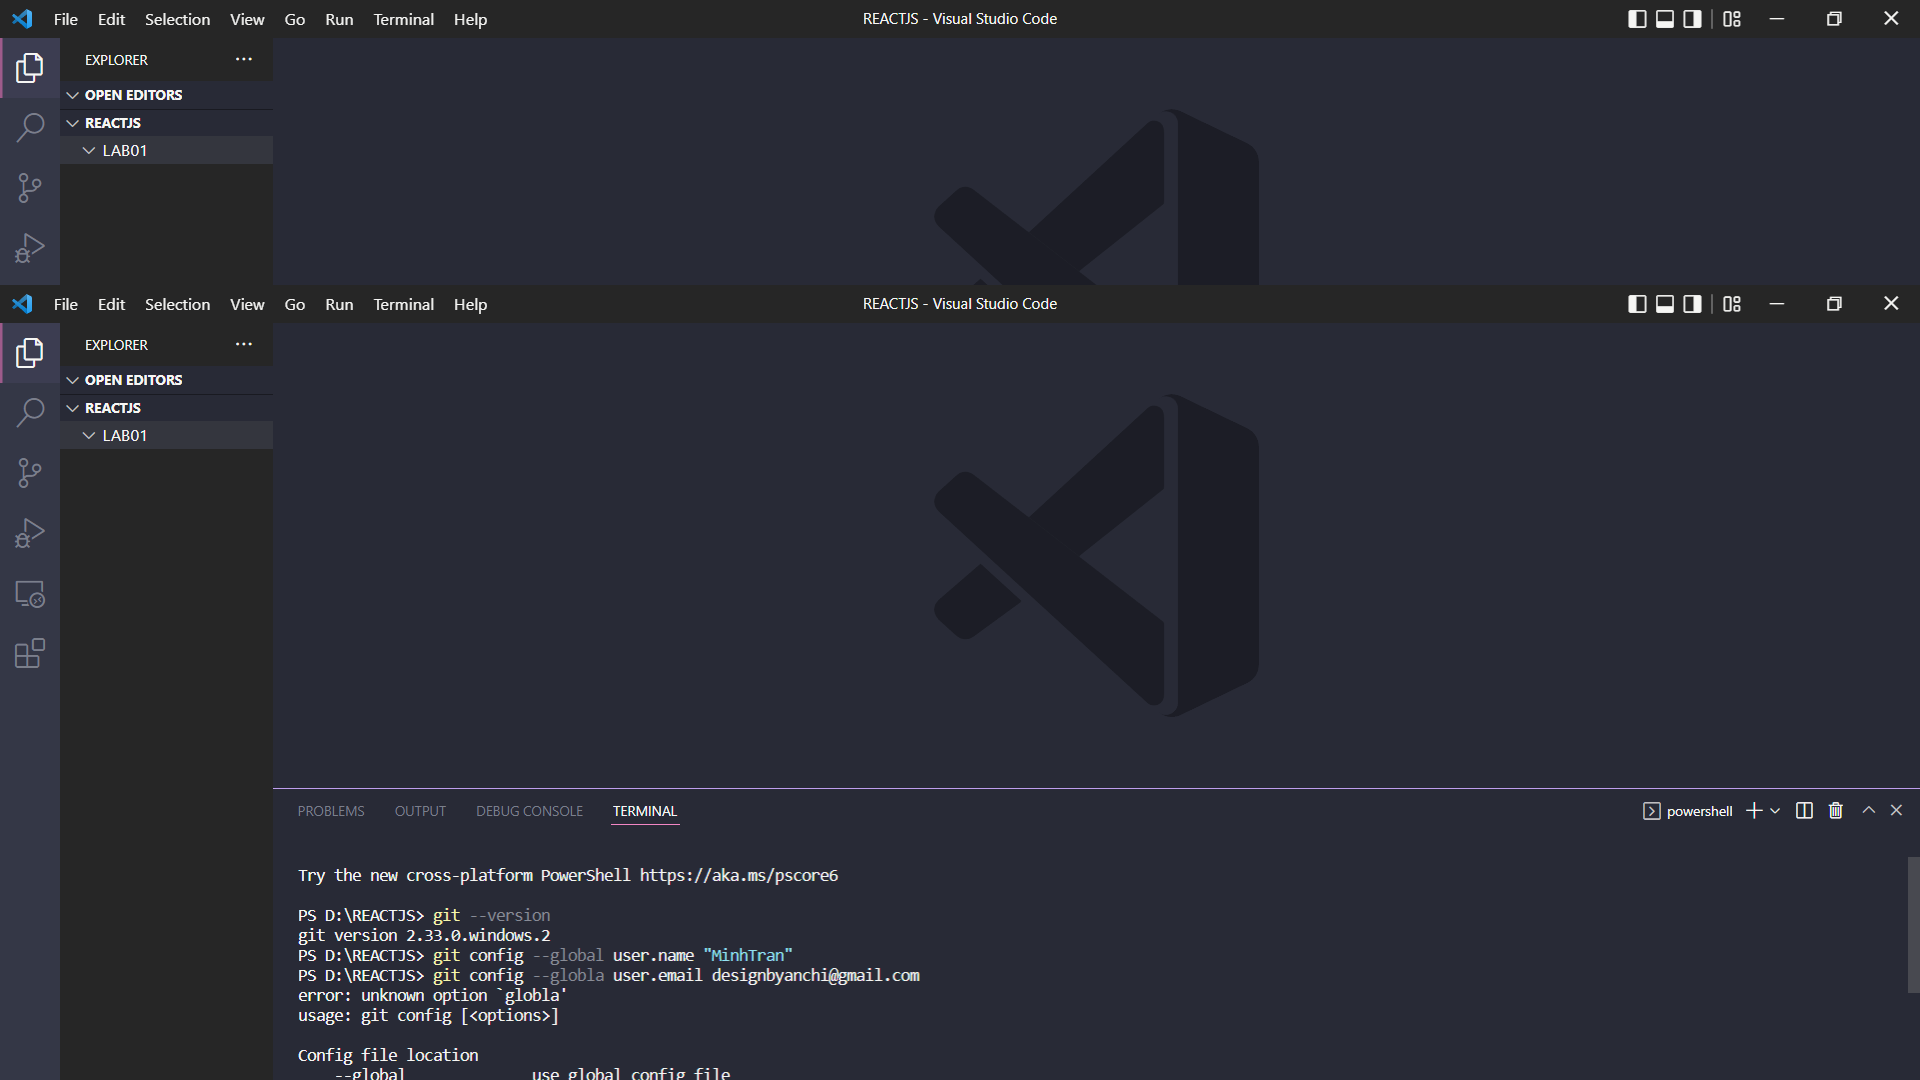 File Edit Selection View Go Run Terminal Help REACTJS - Visual Studio Code
EXPLORER
OPEN EDITORS
REACTJS
LAB01
File Edit Selection View Go Run Terminal Help REACTJS - Visual Studio Code
EXPLORER
OPEN EDITORS
REACTJS
LAB01
PROBLEMS OUTPUT DEBUG CONSOLE TERMINAL powershell
Try the new cross-platform PowerShell https://aka.ms/pscore6
PS D:\REACTJS> git --version
git version 2.33.0.windows.2
PS D:\REACTJS> git config --global user.name "MinhTran"
PS D:\REACTJS> git config --globla user.email designbyanchi@gmail.com
error: unknown option `globla'
usage: git config [<options>]
Config file location
--global use global config file